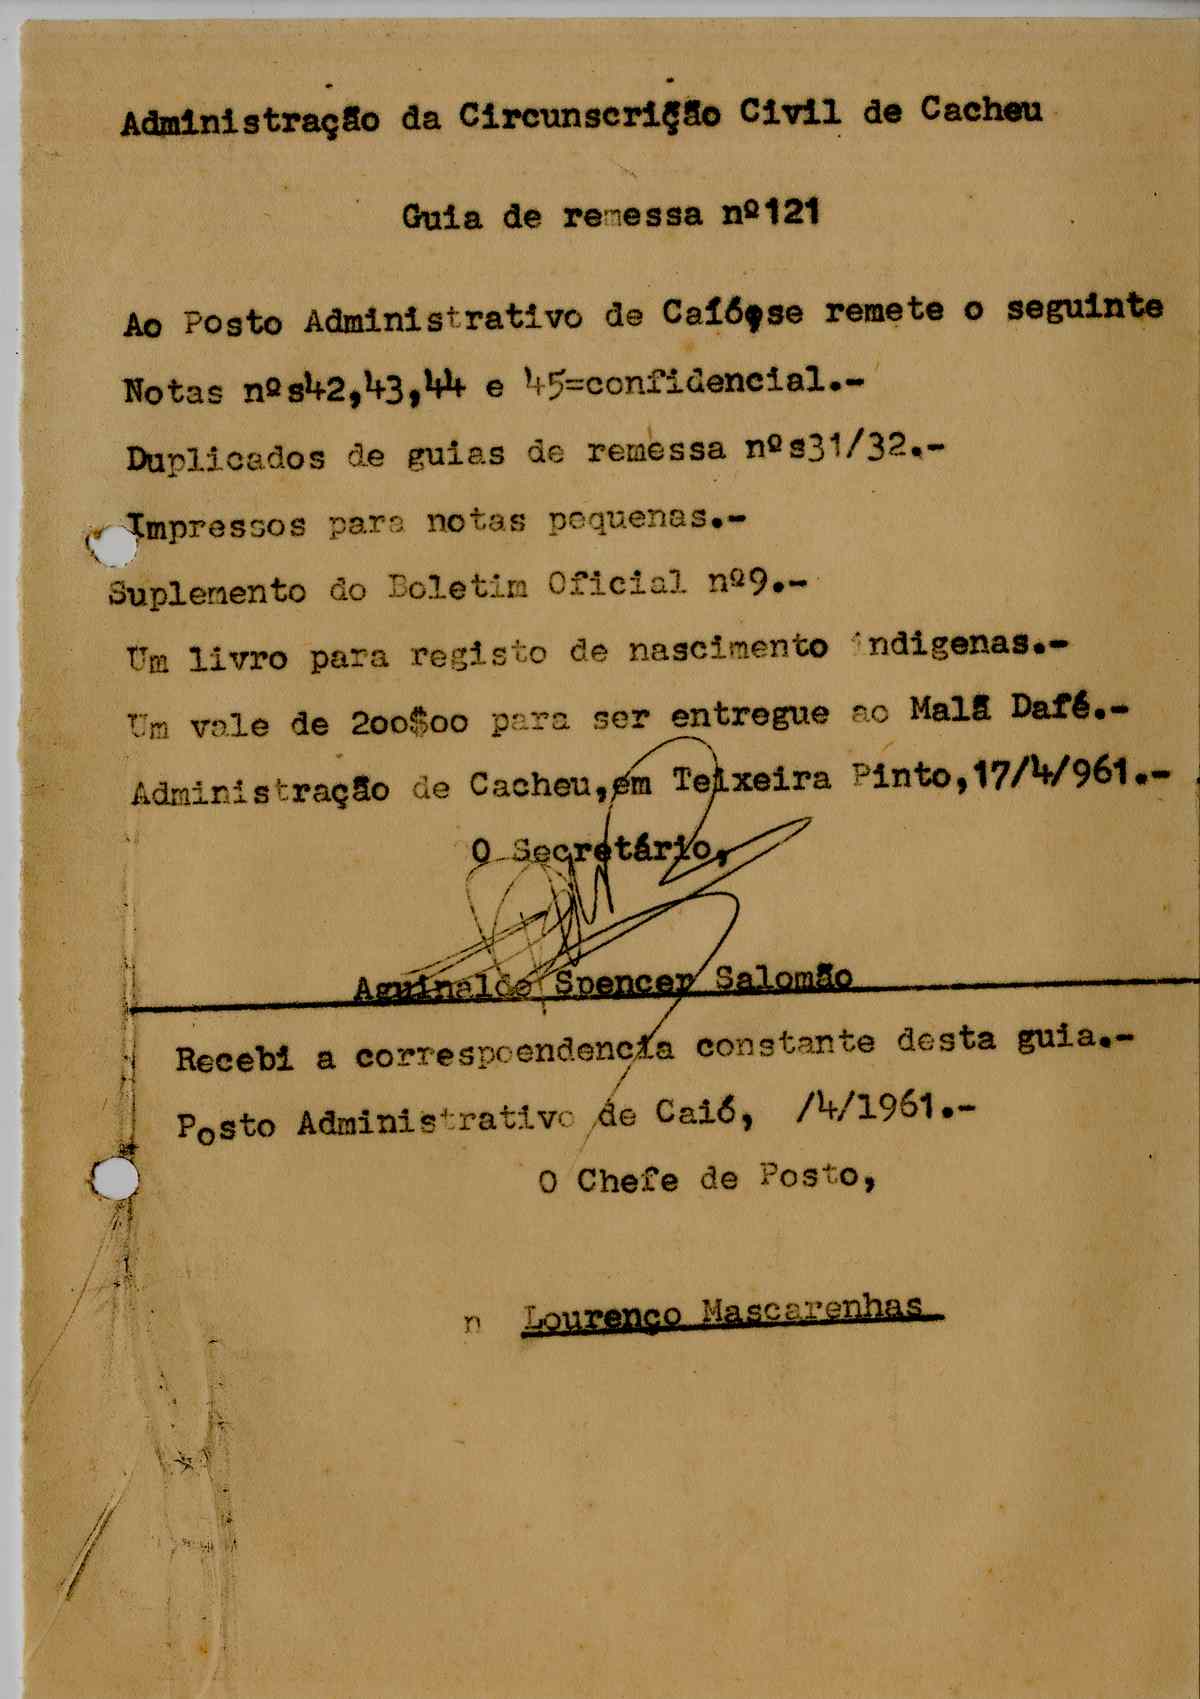 Administração da Circunscrição Civil de Cacheu
Guia de remessa nº121
Ao Posto Administrativo de Caió,se remete o seguinte
Notas nºs42,43,44 e 45=confidencial.-
Duplicados de guias de remessa nºs31/32.-
Impressos para notas pequenas.-
Suplemento do Boletim Oficial nº9.-
Um livro para registo de nascimento indigenas.-
Um vale de 200$00 para ser entregue ao Malã Dafé.-
Administração de Cacheu,em Teixeira Pinto,17/4/961.-
O Secretário,
Aguinaldo Spencer Salomão
Recebi a correspoendencia constante desta guia.-
Posto Administrativo de Caió, /4/1961.-
O Chefe de Posto,
n Lourenço Mascarenhas